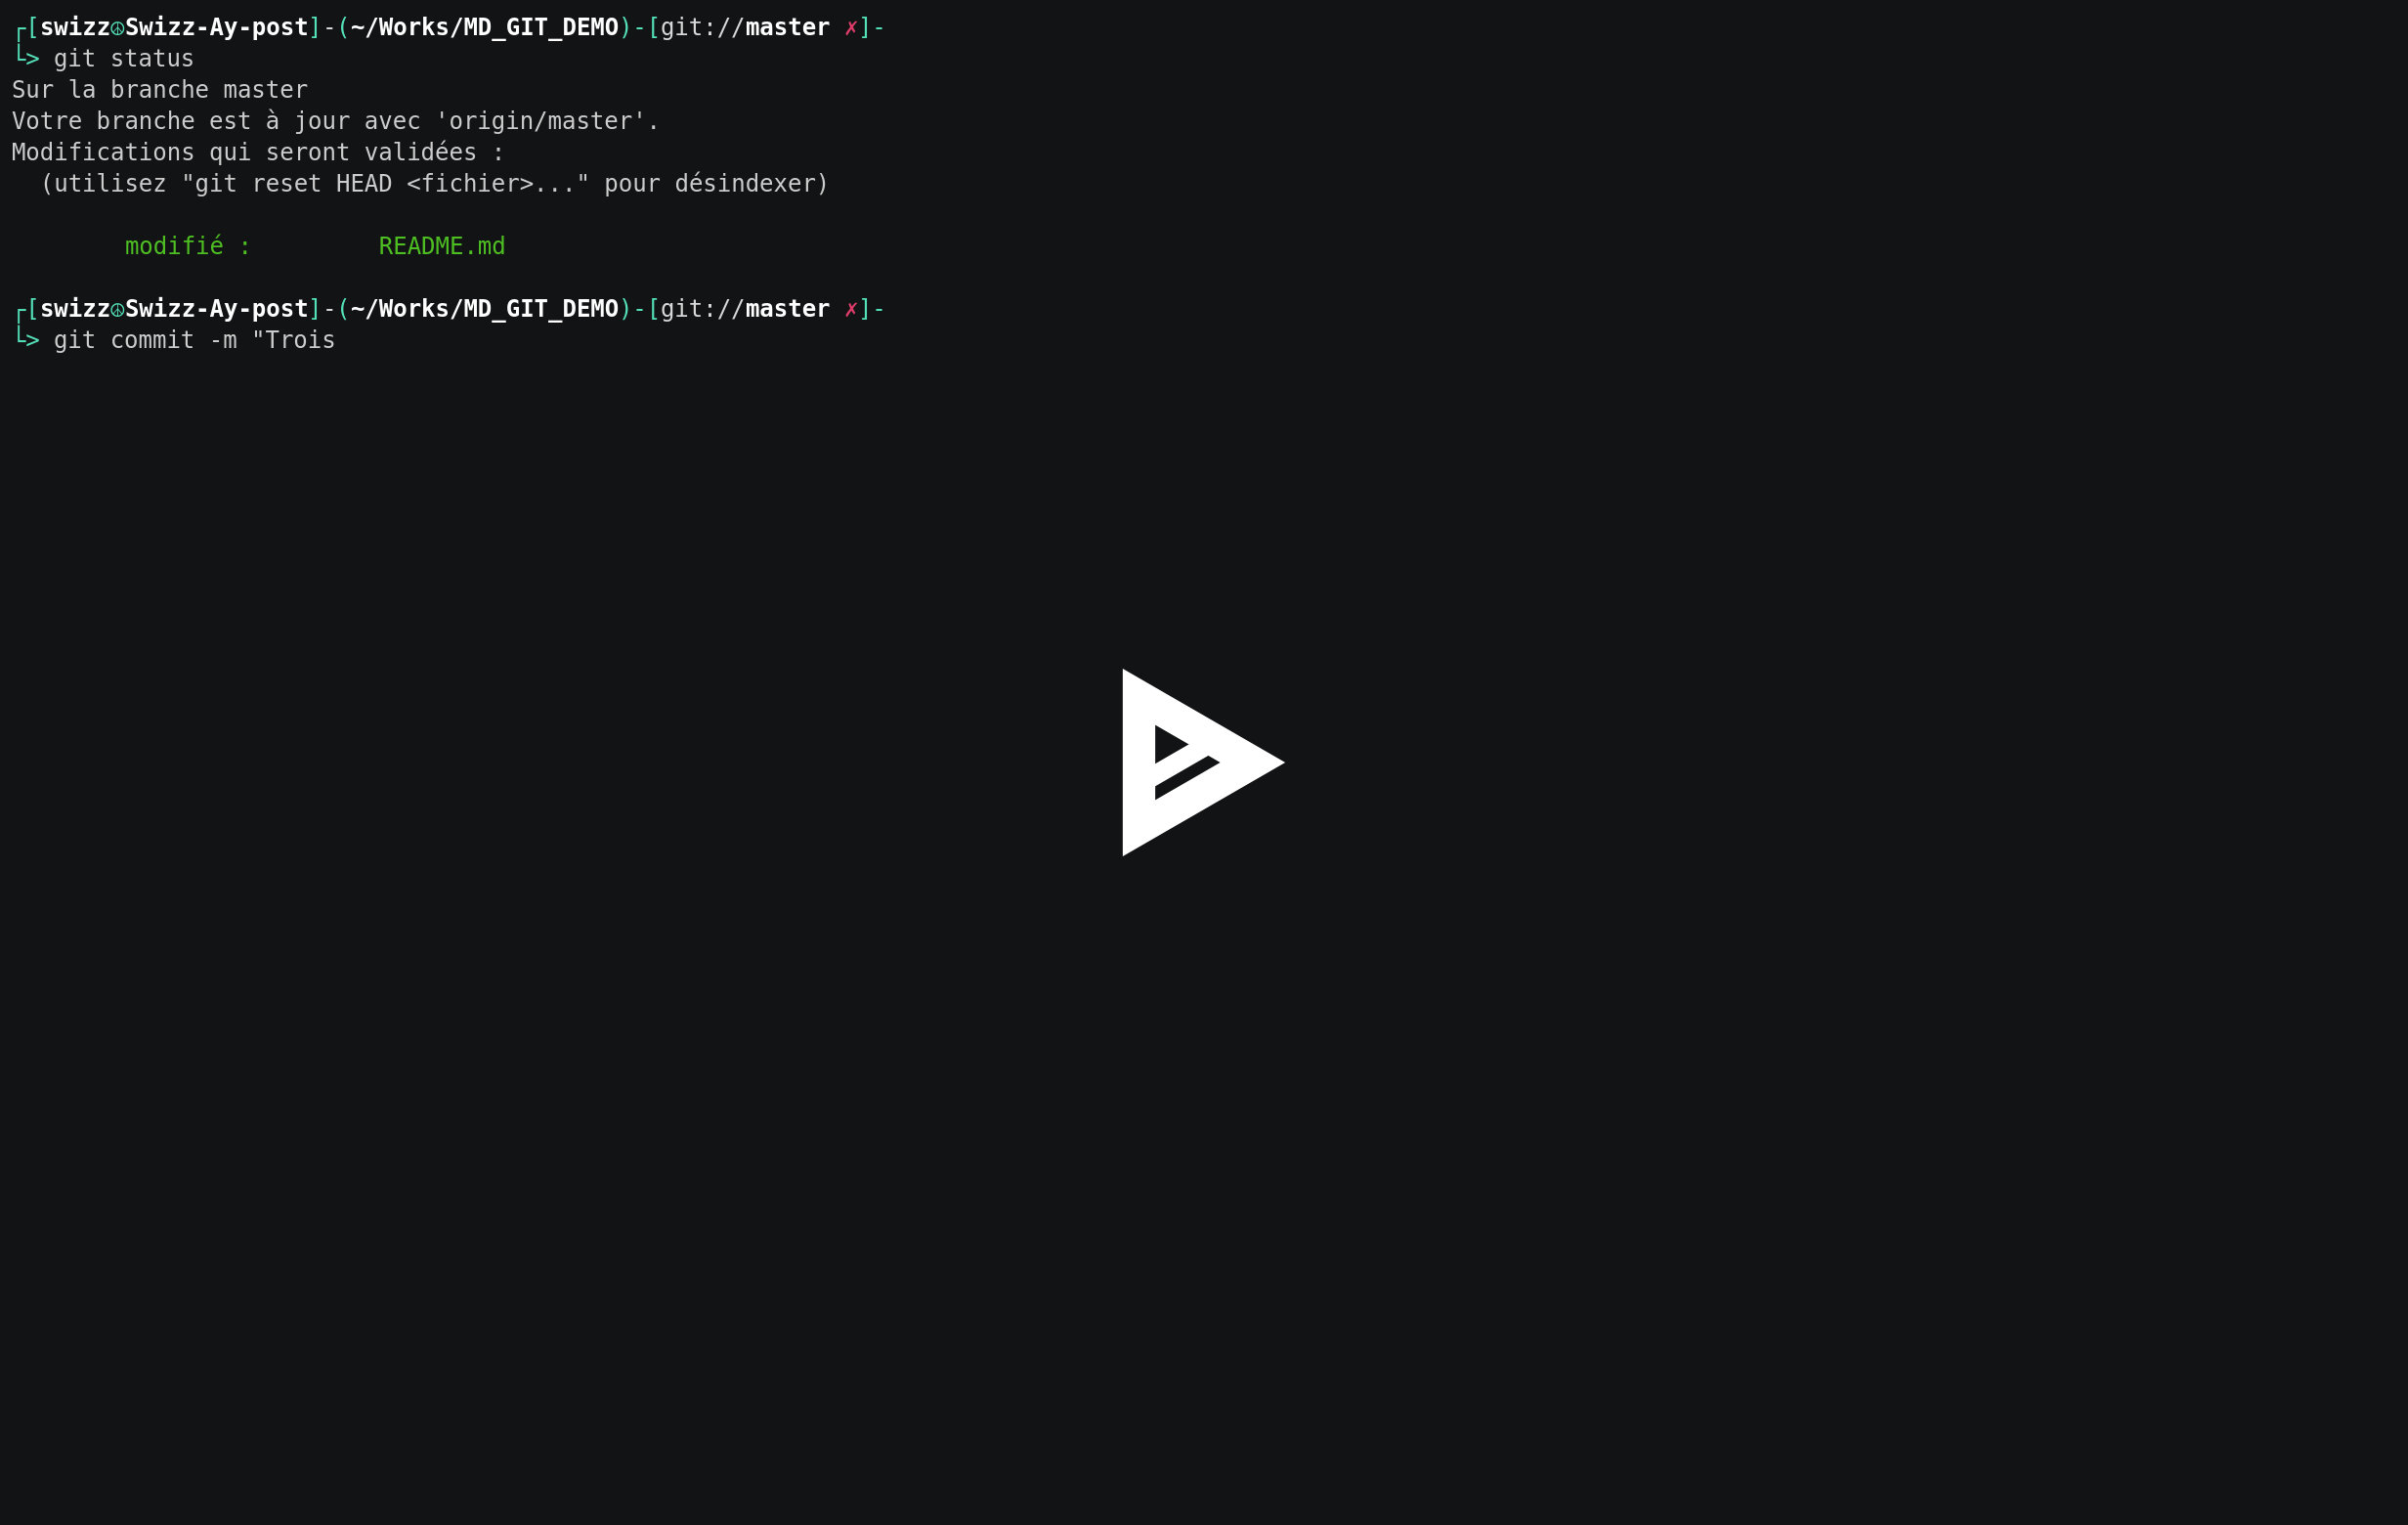 ┌[swizz☮Swizz-Ay-post]-(~/Works/MD_GIT_DEMO)-[git://master ✗]-
└> git status
Sur la branche master
Votre branche est à jour avec 'origin/master'.
Modifications qui seront validées :
  (utilisez "git reset HEAD <fichier>..." pour désindexer)
        modifié :         README.md
┌[swizz☮Swizz-Ay-post]-(~/Works/MD_GIT_DEMO)-[git://master ✗]-
└> git commit -m "Trois